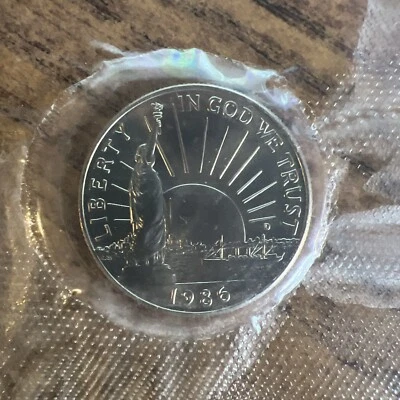 LIBERTY
IN GOD WE TRUST
D
1986